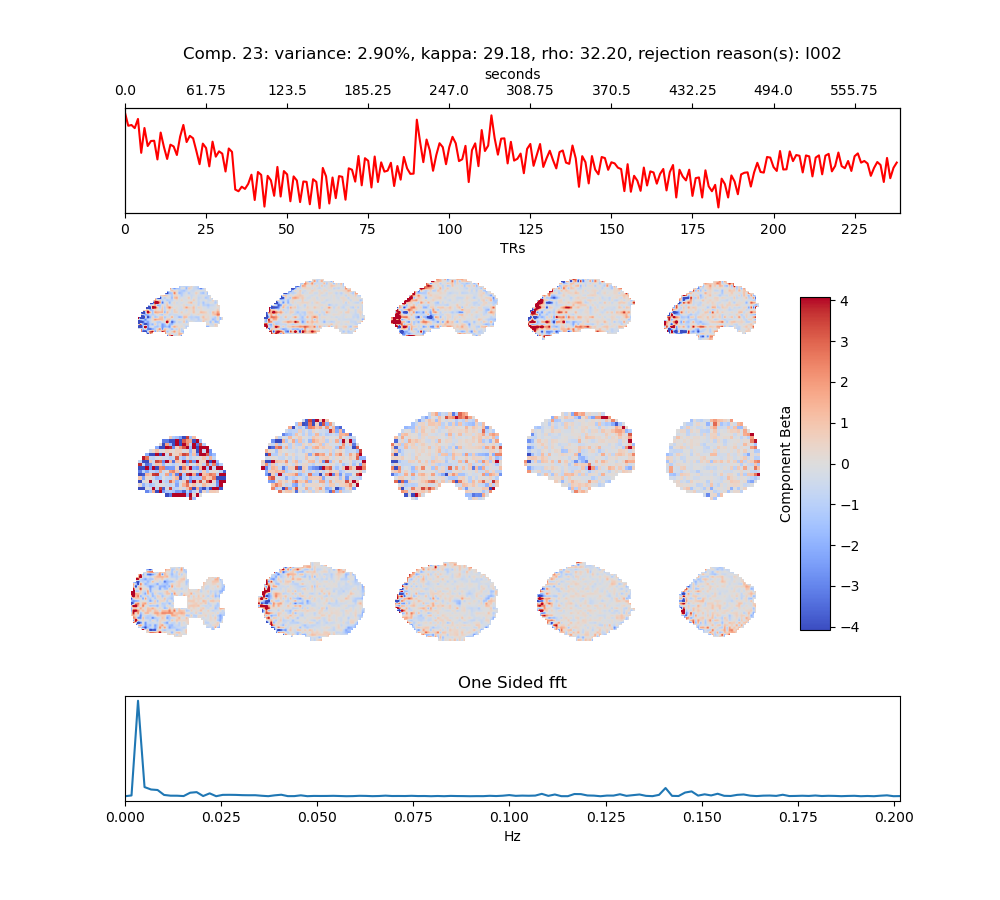 Comp. 23: variance: 2.90%, kappa: 29.18, rho: 32.20, rejection reason(s): I002
seconds
0.0 61.75 123.5 185.25 247.0 308.75 370.5 432.25 494.0 555.75
0 25 50 75 100 125 150 175 200 225
TRs
4
3
2
1
0
−1
−2
−3
−4
Component Beta
One Sided fft
0.000 0.025 0.050 0.075 0.100 0.125 0.150 0.175 0.200
Hz